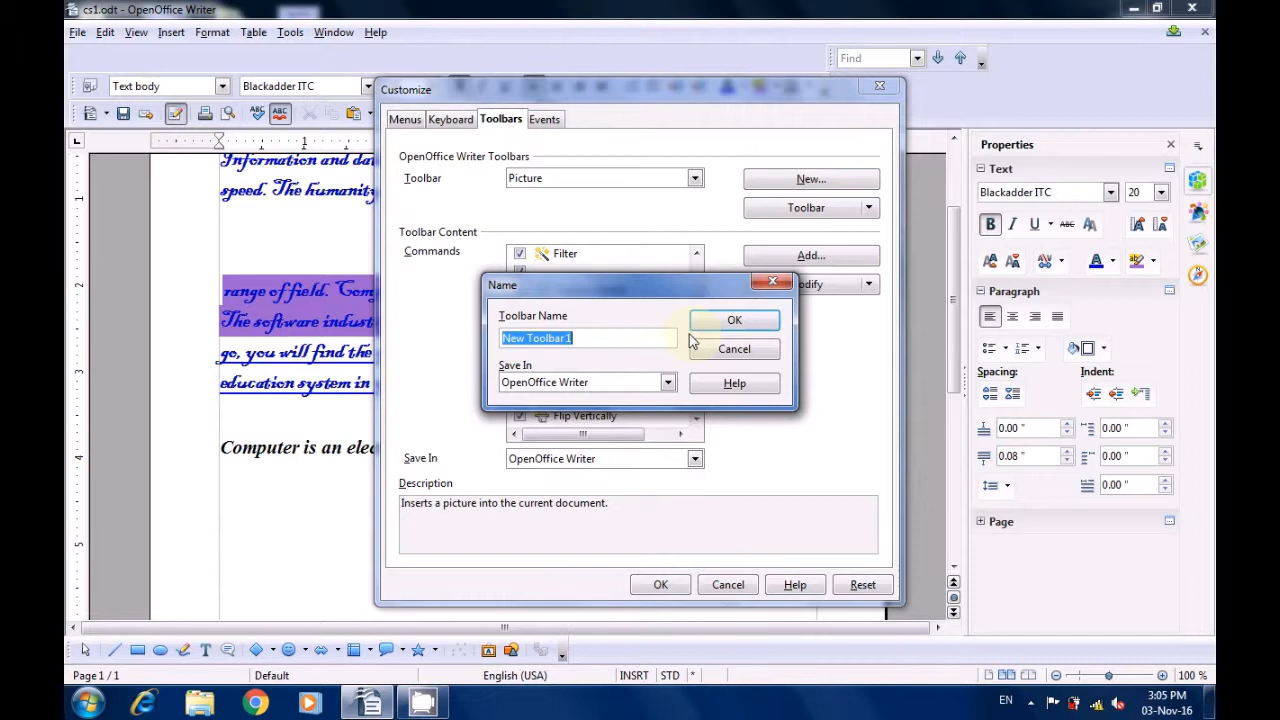 cs1.odt - OpenOffice Writer
File Edit View Insert Format Table Tools Window Help
Find
Text body
Blackadder ITC
Information and dat
speed. The humanity
range of field. Com
The software indust
go, you will find the
education system in
Computer is an elec
Customize
Menus Keyboard Toolbars Events
OpenOffice Writer Toolbars
Toolbar Picture New...
Toolbar
Toolbar Content
Commands Filter Add...
odify
Flip Vertically
Save In OpenOffice Writer
Description
Inserts a picture into the current document.
OK Cancel Help Reset
Name
Toolbar Name
New Toolbar 1
Save In
OpenOffice Writer
OK
Cancel
Help
Properties
Text
Blackadder ITC 20
B I U ABC A
Paragraph
Spacing: Indent:
0.00 " 0.00 "
0.08 " 0.00 "
0.00 "
Page
Page 1 / 1 Default English (USA) INSRT STD * 100 %
EN 3:05 PM
03-Nov-16